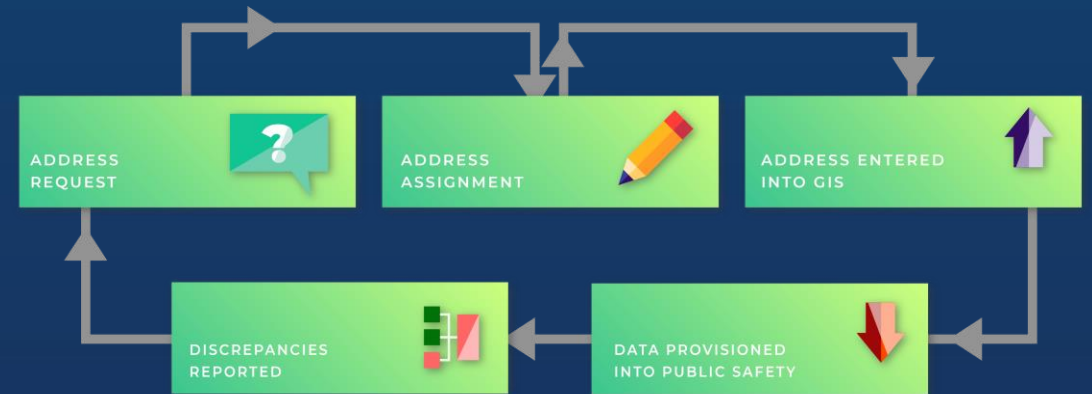 ADDRESS
REQUEST
?
ADDRESS
ASSIGNMENT
ADDRESS ENTERED
INTO GIS
DISCREPANCIES
REPORTED
DATA PROVISIONED
INTO PUBLIC SAFETY